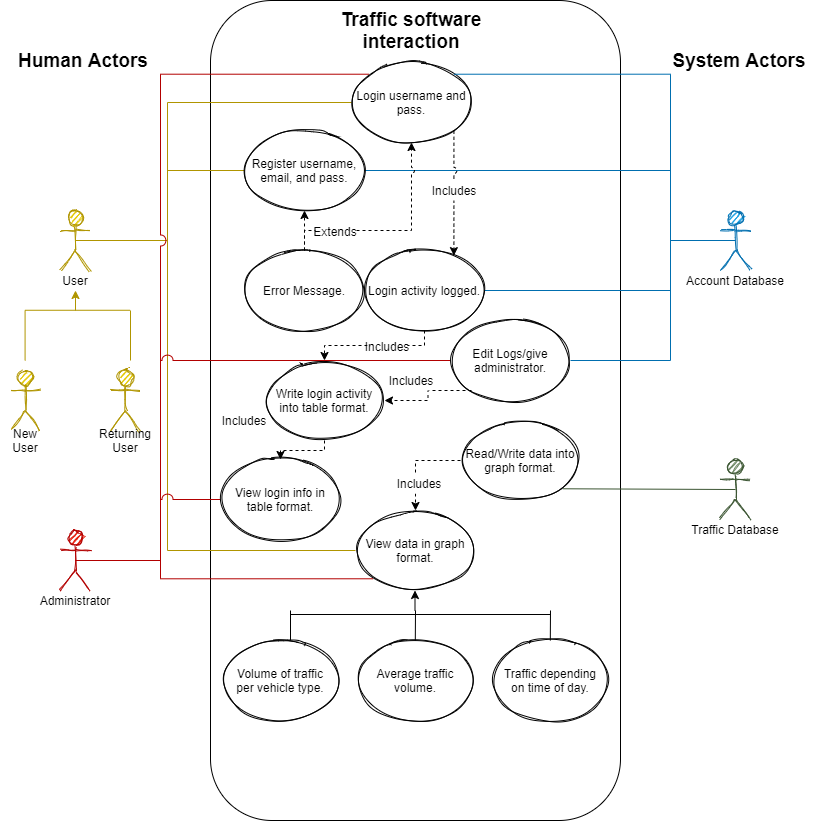 Traffic software
interaction
Human Actors
System Actors
Login username and
pass.
Register username,
email, and pass.
Includes
Extends
User
Account Database
Error Message.
Login activity logged.
Includes
Edit Logs/give
administrator.
Includes
Write login activity
into table format.
Includes
New
User
Returning
User
Read/Write data into
graph format.
Includes
View login info in
table format.
Traffic Database
View data in graph
format.
Administrator
Volume of traffic
per vehicle type.
Average traffic
volume.
Traffic depending
on time of day.